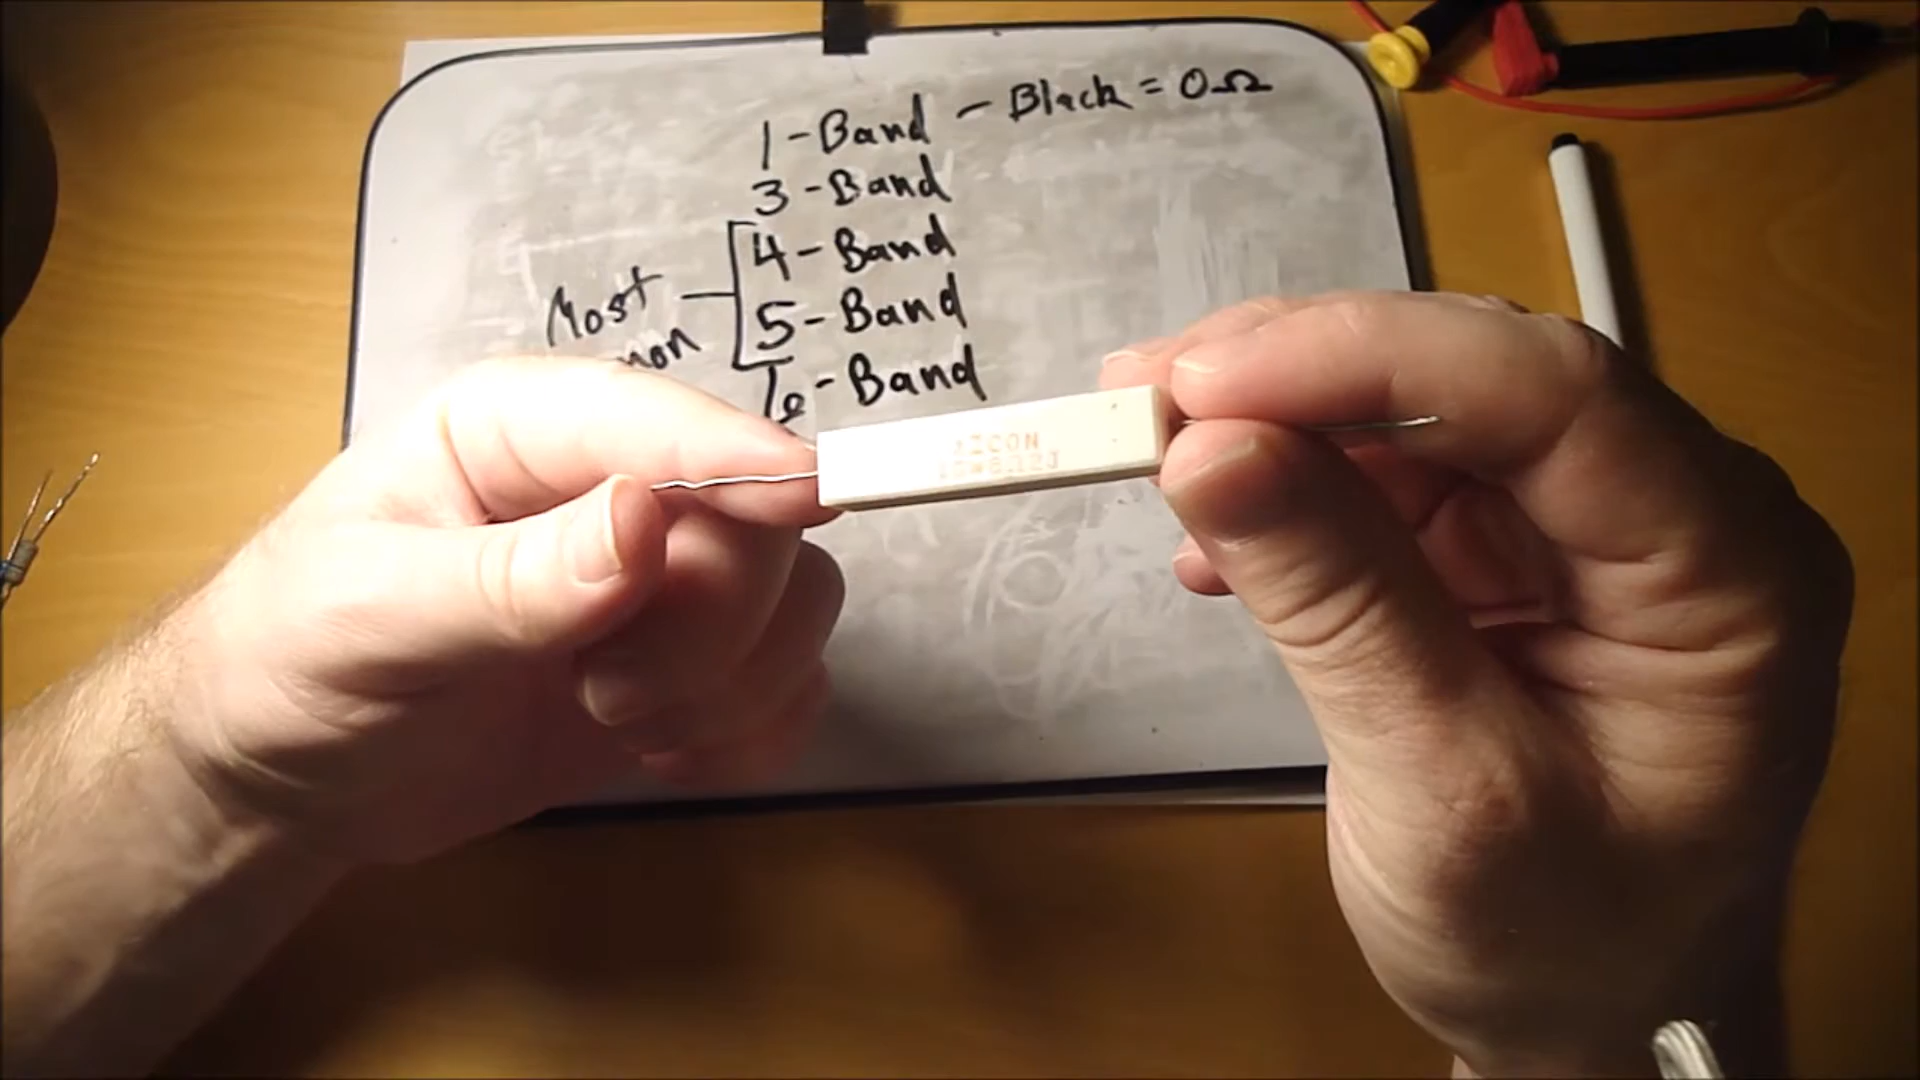 1 - Band - Black = 0Ω
3 - Band
4 - Band
5 - Band
6 - Band
Most